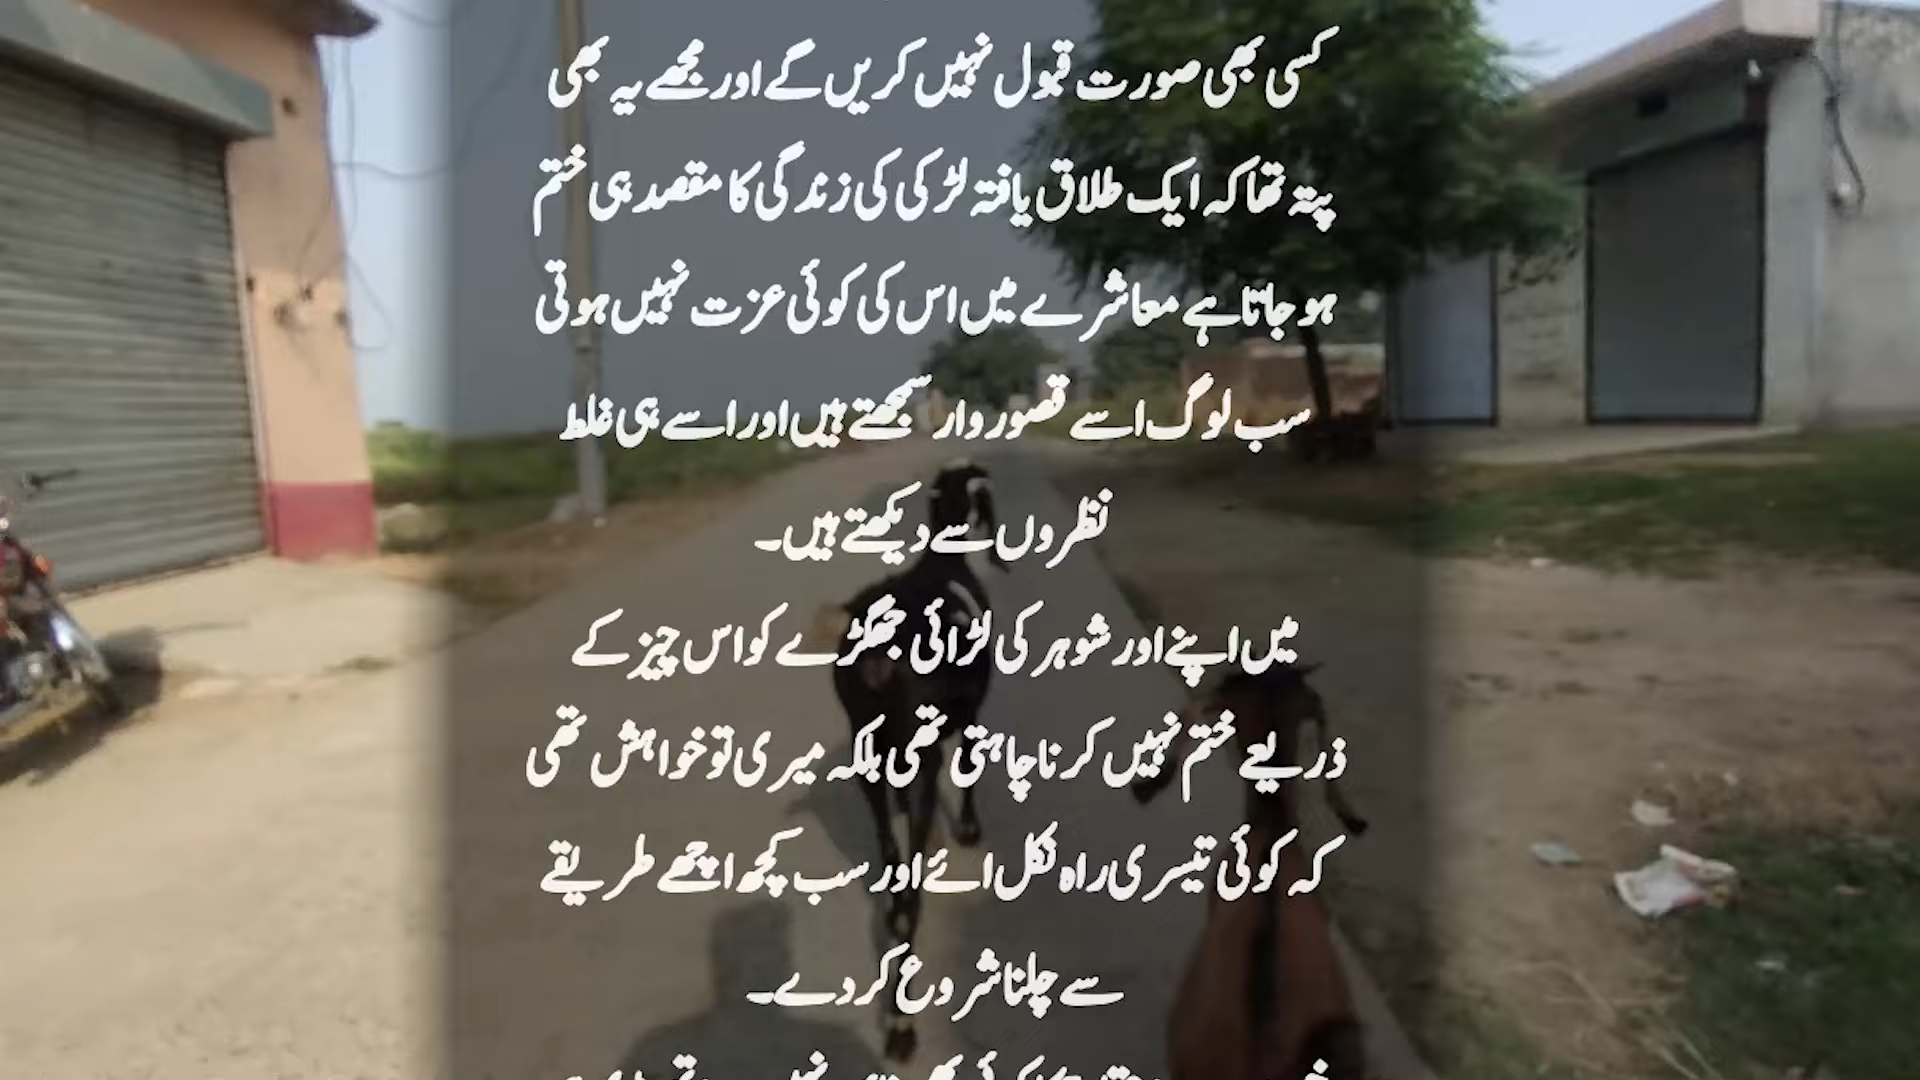 کسی بھی صورت قبول نہیں کریں گے اور مجھے یہ بھی
پتہ تھا کہ ایک طلاق یافتہ لڑکی کی زندگی کا مقصد ہی ختم
ہو جاتا ہے معاشرے میں اس کی کوئی عزت نہیں ہوتی
سب لوگ اسے قصور وار سمجھتے ہیں اور اسے ہی غلط
نظروں سے دیکھتے ہیں۔
میں اپنے اور شوہر کی لڑائی جھگڑے کو اس چیز کے
ذریعے ختم نہیں کرنا چاہتی تھی بلکہ میری تو خواہش تھی
کہ کوئی تیسری راہ نکل ائے اور سب کچھ اچھے طریقے
سے چلنا شروع کر دے۔